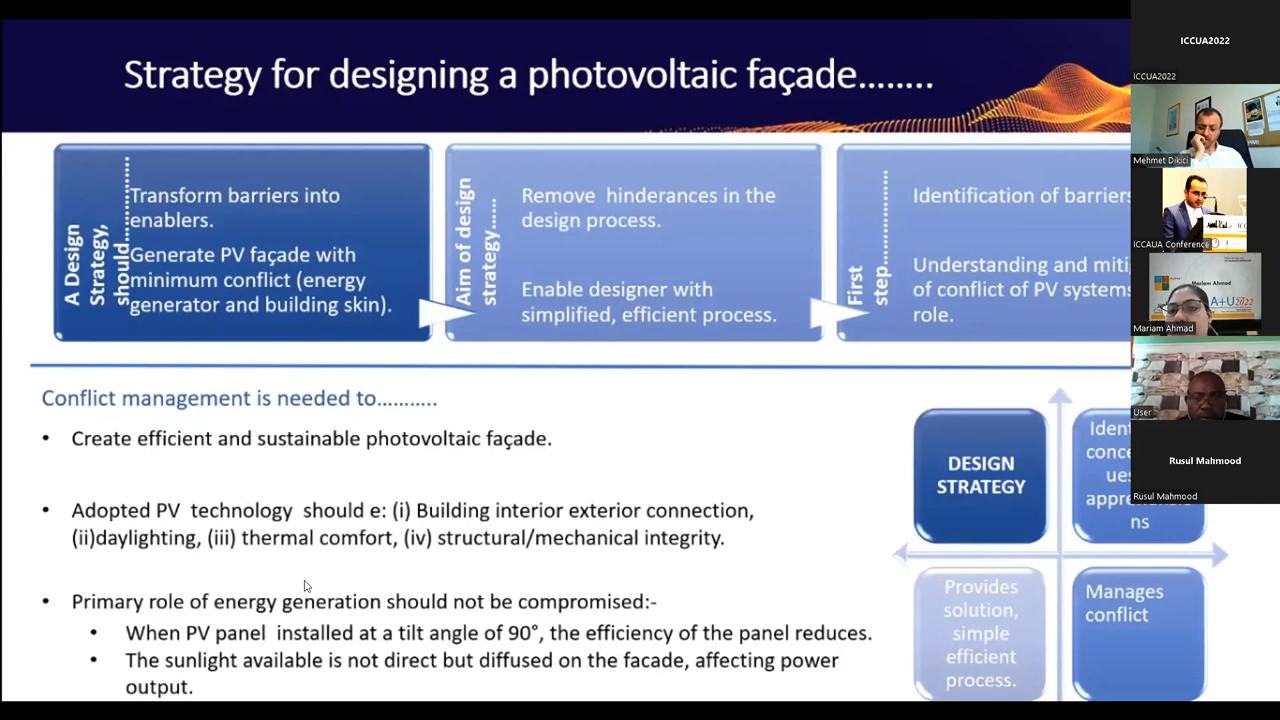 Strategy for designing a photovoltaic façade........
A Design
Strategy,
should..............
Transform barriers into
enablers.
Generate PV façade with
minimum conflict (energy
generator and building skin).
Aim of design
strategy......
Remove hinderances in the
design process.
Enable designer with
simplified, efficient process.
First
step..............
Identification of barriers
Understanding and miti
of conflict of PV systems
role.
Conflict management is needed to...........
• Create efficient and sustainable photovoltaic façade.
• Adopted PV technology should e: (i) Building interior exterior connection,
(ii)daylighting, (iii) thermal comfort, (iv) structural/mechanical integrity.
• Primary role of energy generation should not be compromised:-
• When PV panel installed at a tilt angle of 90°, the efficiency of the panel reduces.
• The sunlight available is not direct but diffused on the facade, affecting power
output.
DESIGN
STRATEGY
Iden
conce
ues
appre
ns
Provides
solution,
simple
efficient
process.
Manages
conflict
ICCUA2022
ICCUA2022
Mehmet Dikici
ICCAUA Conference
Mariam Ahmad
A+U2022
Mariam Ahmad
User
Rusul Mahmood
Rusul Mahmood